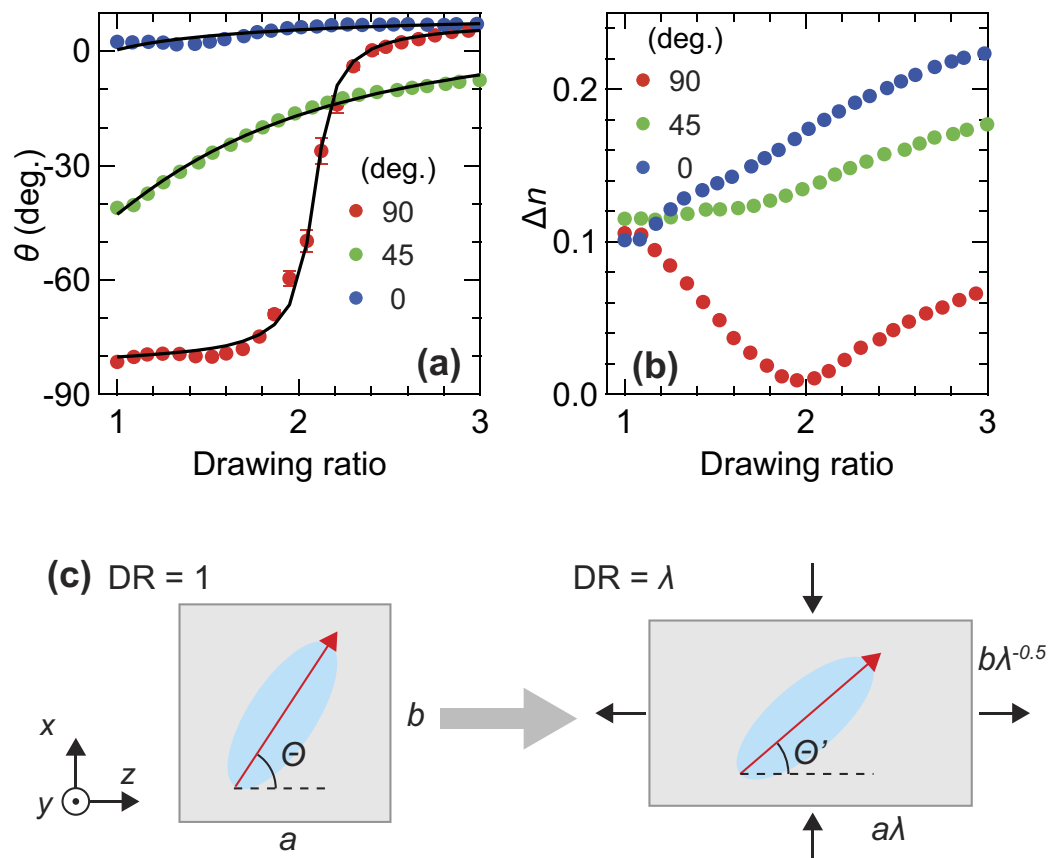 0
-30
-60
-90
θ (deg.)
(deg.)
90
45
0
(a)
1
2
3
Drawing ratio
0.2
0.1
0.0
Δn
(deg.)
90
45
0
(b)
1
2
3
Drawing ratio
(c) DR = 1
DR = λ
Θ
b
a
x
z
y
Θ’
bλ^-0.5
aλ